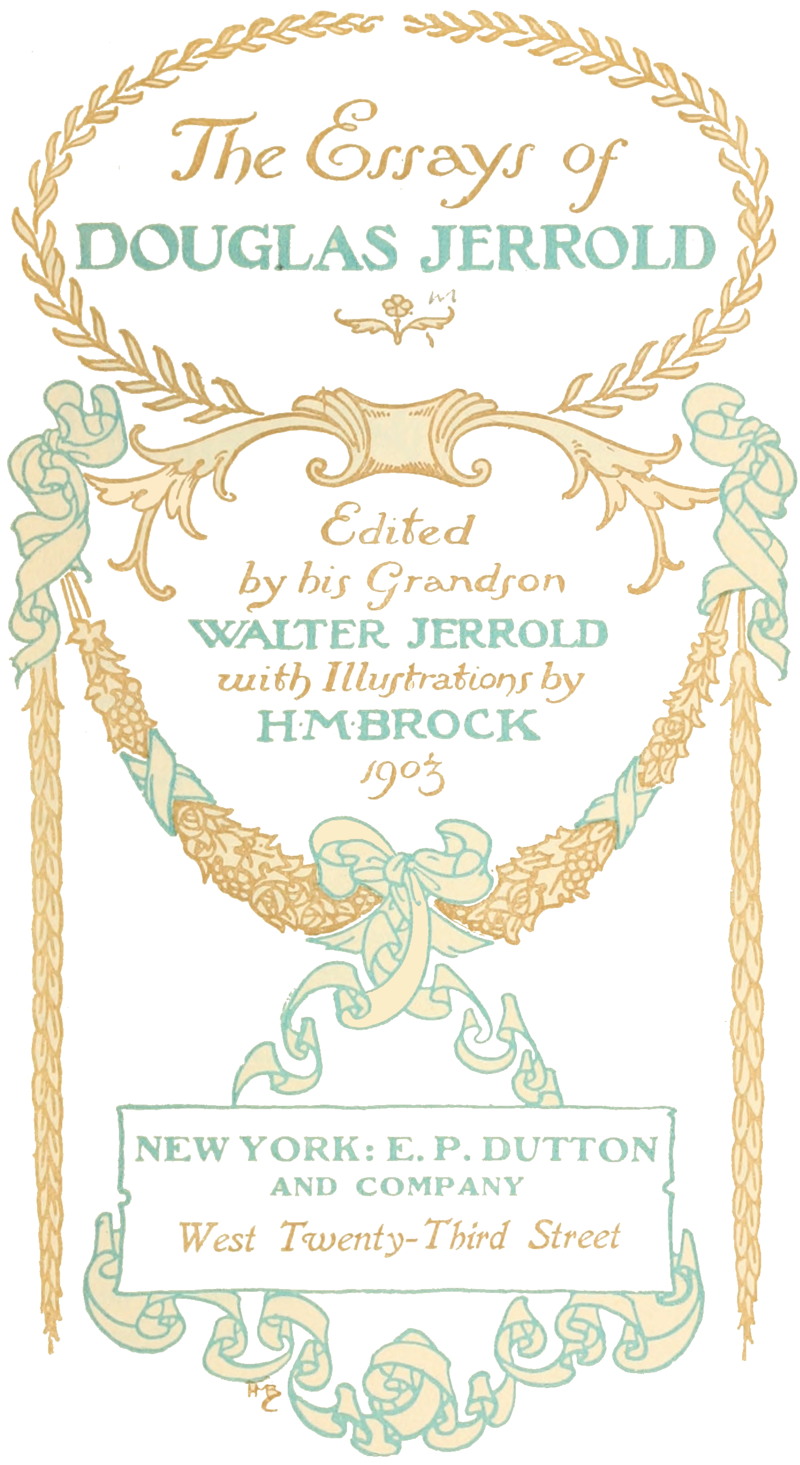 The Essays of
DOUGLAS JERROLD
Edited
by his Grandson
WALTER JERROLD
with Illustrations by
H·M·BROCK
1903
NEW YORK: E. P. DUTTON
AND COMPANY
West Twenty-Third Street
HMB